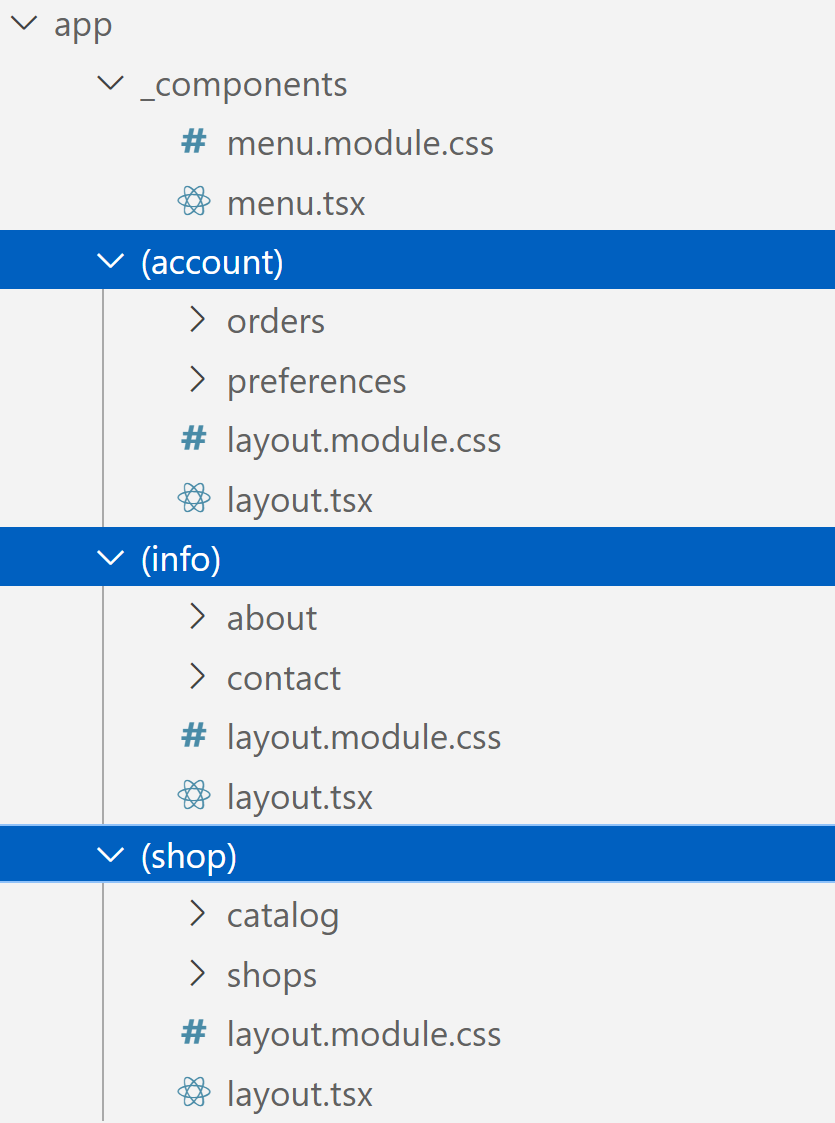 app
_components
# menu.module.css
menu.tsx
(account)
orders
preferences
# layout.module.css
layout.tsx
(info)
about
contact
# layout.module.css
layout.tsx
(shop)
catalog
shops
# layout.module.css
layout.tsx